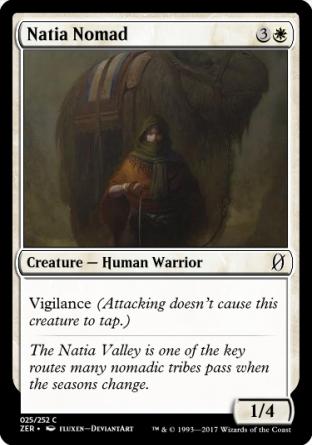 Natia Nomad 3
Creature — Human Warrior
Vigilance (Attacking doesn't cause this
creature to tap.)
The Natia Valley is one of the key
routes many nomadic tribes pass when
the seasons change.
1/4
025/252 C
ZER • FLUXEN—DEVIANTART ™ & © 1993–2017 Wizards of the Coast